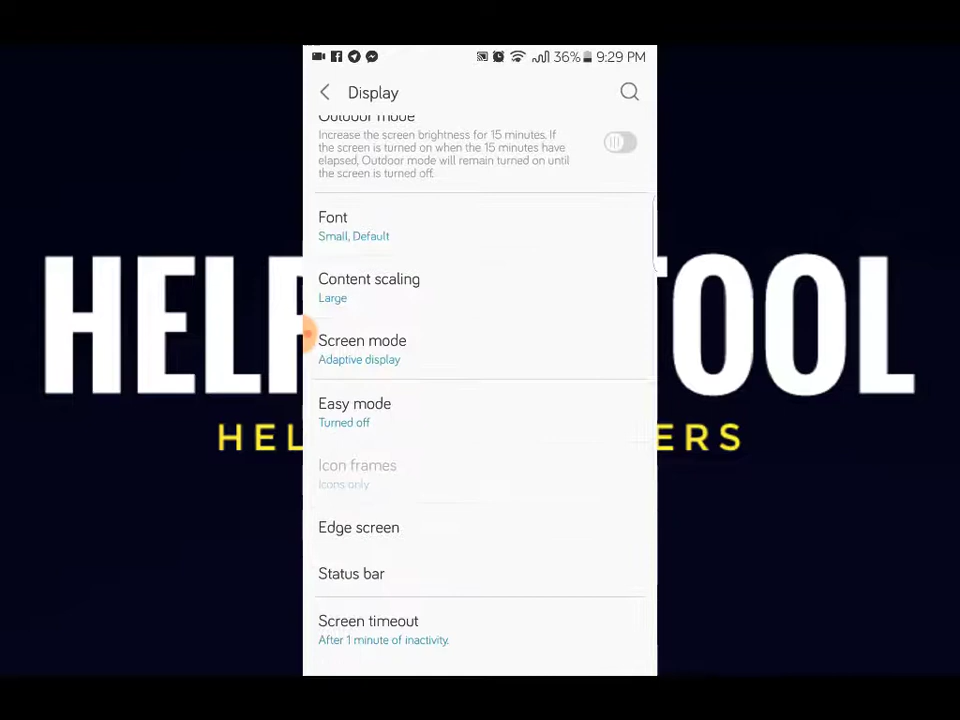 36% 9:29 PM
Display
Outdoor mode
Increase the screen brightness for 15 minutes. If
the screen is turned on when the 15 minutes have
elapsed, Outdoor mode will remain turned on until
the screen is turned off.
Font
Small, Default
Content scaling
Large
Screen mode
Adaptive display
Easy mode
Turned off
Icon frames
Icons only
Edge screen
Status bar
Screen timeout
After 1 minute of inactivity.
HELP TOOL
HEL ERS